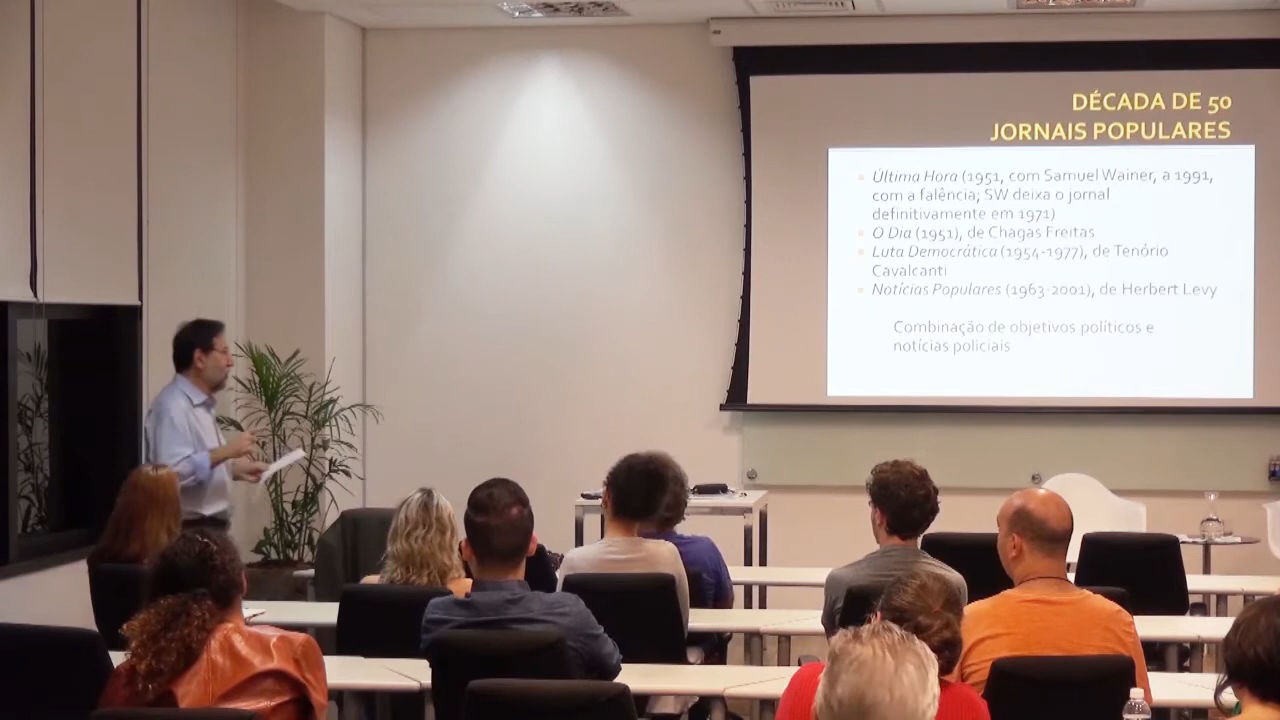 DÉCADA DE 50
JORNAIS POPULARES
Última Hora (1951, com Samuel Wainer, a 1991,
com a falência; SW deixa o jornal
definitivamente em 1971)
O Dia (1951), de Chagas Freitas
Luta Democrática (1954-1977), de Tenório
Cavalcanti
Notícias Populares (1963-2001), de Herbert Levy
Combinação de objetivos políticos e
notícias policiais